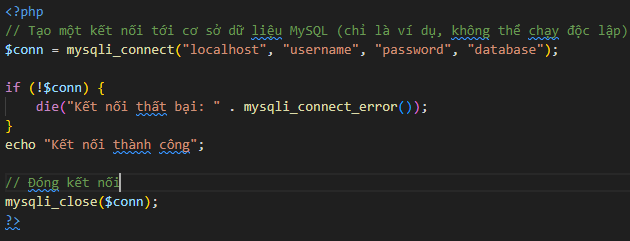 <?php
// Tạo một kết nối tới cơ sở dữ liệu MySQL (chỉ là ví dụ, không thể chạy độc lập)
$conn = mysqli_connect("localhost", "username", "password", "database");
if (!$conn) {
die("Kết nối thất bại: " . mysqli_connect_error());
}
echo "Kết nối thành công";
// Đóng kết nối
mysqli_close($conn);
?>